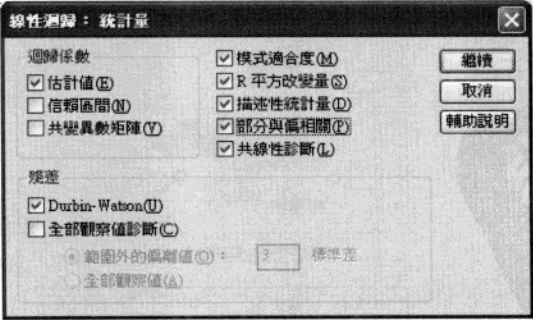 線性迴歸：統計量
迴歸係數
估計值(E)
信賴區間(N)
共變異數矩陣(V)
模式適合度(M)
R 平方改變量(S)
描述性統計量(D)
部分與偏相關(P)
共線性診斷(L)
繼續
取消
輔助說明
殘差
Durbin-Watson(U)
全部觀察值診斷(C)
範圍外的偏離值(O)： 3 標準差
全部觀察值(A)